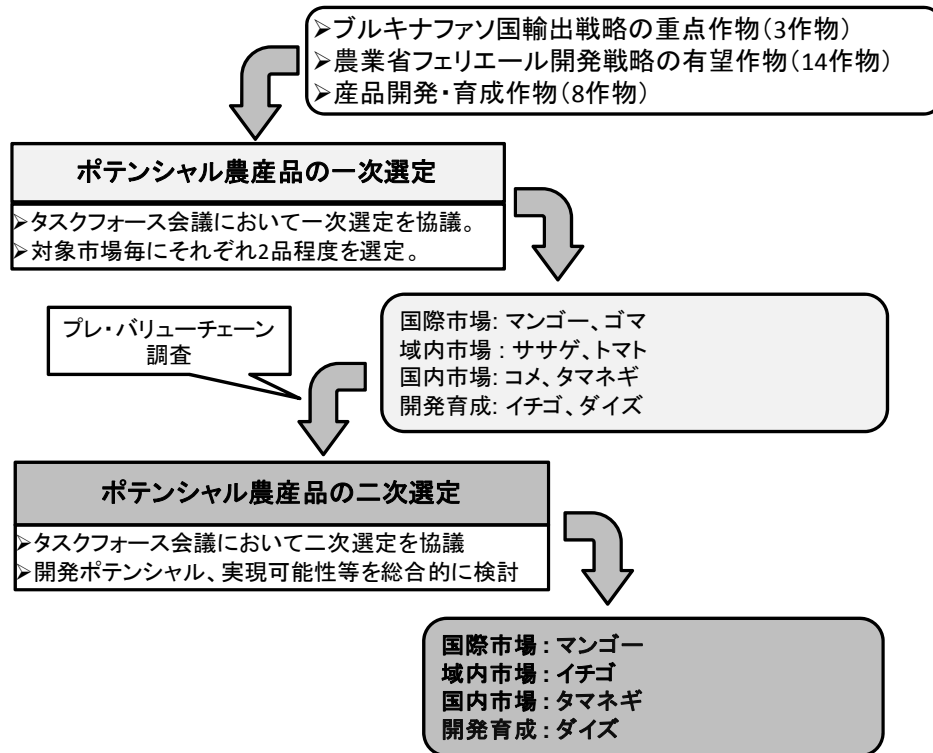 ➢ブルキナファソ国輸出戦略の重点作物(3作物)
➢農業省フェリエール開発戦略の有望作物(14作物)
➢産品開発・育成作物(8作物)
ポテンシャル農産品の一次選定
➢タスクフォース会議において一次選定を協議。
➢対象市場毎にそれぞれ2品程度を選定。
プレ・バリューチェーン
調査
国際市場: マンゴー、ゴマ
域内市場 : ササゲ、トマト
国内市場: コメ、タマネギ
開発育成: イチゴ、ダイズ
ポテンシャル農産品の二次選定
➢タスクフォース会議において二次選定を協議
➢開発ポテンシャル、実現可能性等を総合的に検討
国際市場 : マンゴー
域内市場 : イチゴ
国内市場 : タマネギ
開発育成 : ダイズ